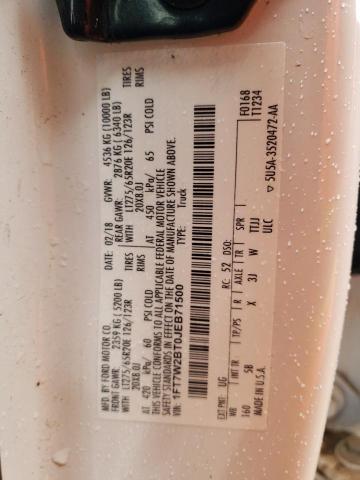 MFD. BY FORD MOTOR CO.
02/18 GVWR: 4536 KG (10000 LB)
FRONT GAWR: 2359 KG (5200 LB) REAR GAWR: 2876 KG (6340 LB)
WITH LT275/65R20E 126/123R TIRES WITH LT275/65R20E 126/123R TIRES
20X8.0J RIMS 20X8.0J RIMS
AT 420 kPa/ 60 PSI COLD AT 450 kPa/ 65 PSI COLD
THIS VEHICLE CONFORMS TO ALL APPLICABLE FEDERAL MOTOR VEHICLE
SAFETY STANDARDS IN EFFECT ON THE DATE OF MANUFACTURE SHOWN ABOVE.
VIN: 1FT7W2BT0JEB71500
TYPE: Truck
F0168
T1234
EXT PNT: UG RC: 52 DSO:
WB INT TR TP/PS R AXLE TR SPR
160 5B X 3J W TTJJ
ULC
MADE IN U.S.A.
▽ 5U5A-3520472-AA